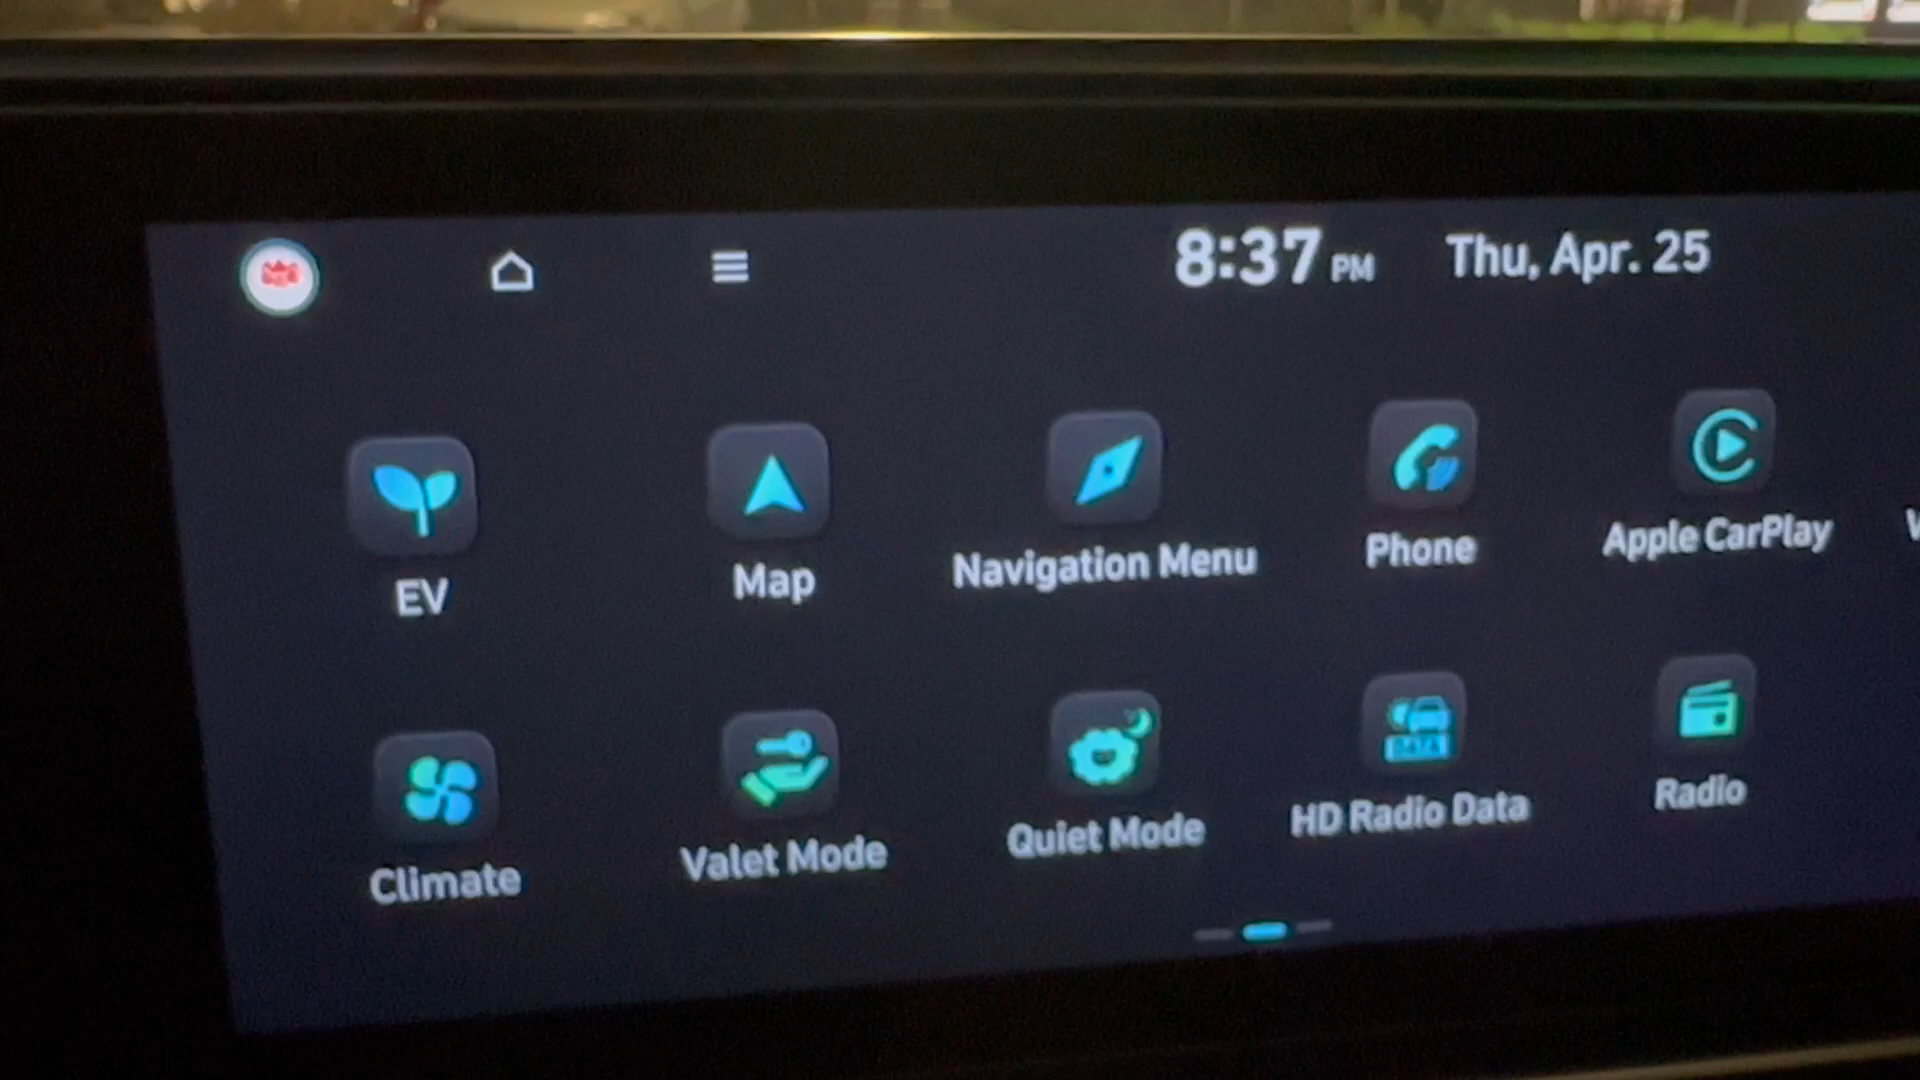 8:37 PM Thu, Apr. 25
EV
Map
Navigation Menu
Phone
Apple CarPlay
Climate
Valet Mode
Quiet Mode
HD Radio Data
DATA
Radio